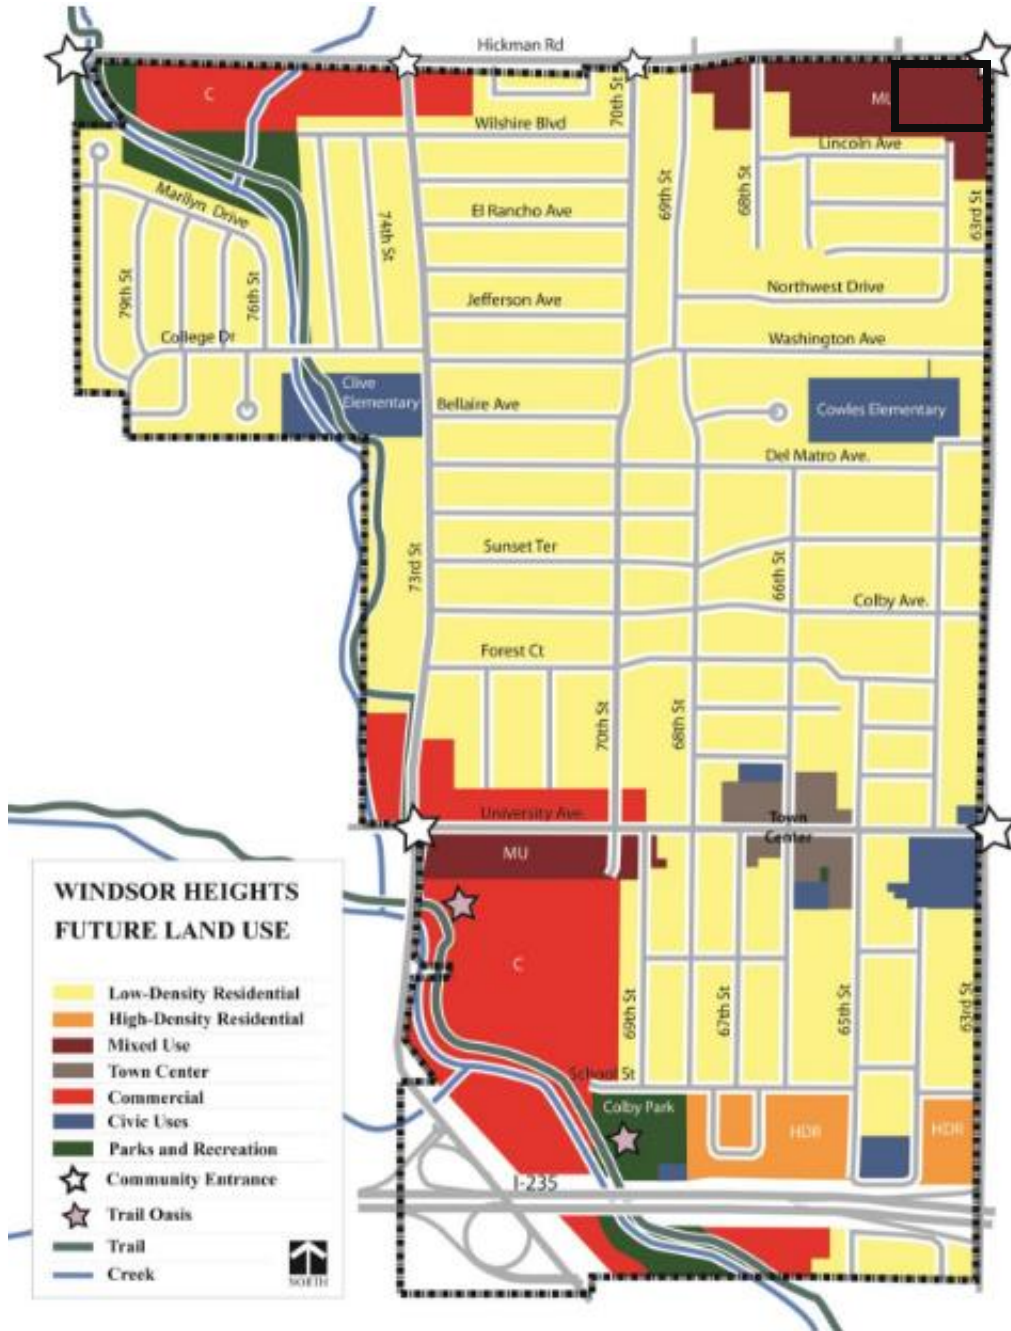 Hickman Rd
C
70th St
Wilshire Blvd
Lincoln Ave
Marilyn Drive
74th St
El Rancho Ave
69th St
68th St
63rd St
79th St
76th St
Jefferson Ave
Northwest Drive
College Dr
Washington Ave
Clive
Elementary
Bellaire Ave
Cowles Elementary
Del Matro Ave.
73rd St
Sunset Ter
66th St
Colby Ave.
Forest Ct
70th St
68th St
University Ave.
Town
Center
MU
C
69th St
67th St
65th St
63rd St
School St
Colby Park
HDR
HDR
I-235
WINDSOR HEIGHTS
FUTURE LAND USE
Low-Density Residential
High-Density Residential
Mixed Use
Town Center
Commercial
Civic Uses
Parks and Recreation
Community Entrance
Trail Oasis
Trail
Creek
NORTH